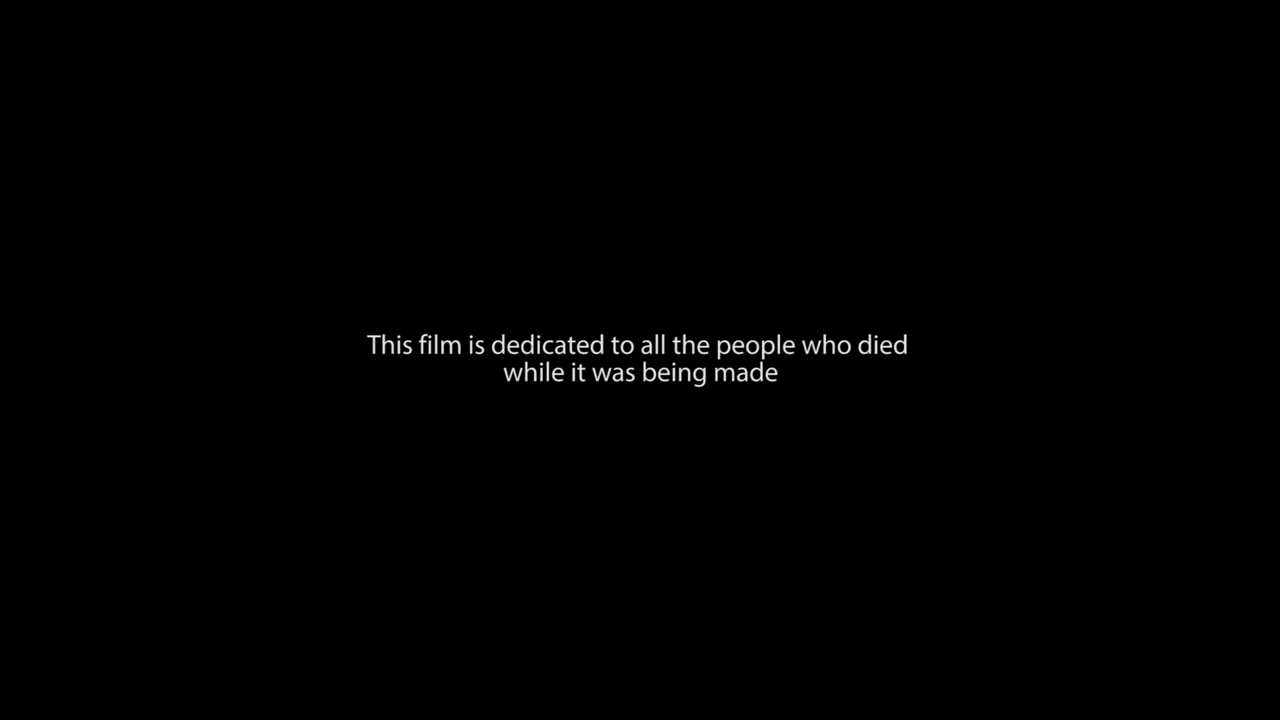 This film is dedicated to all the people who died
while it was being made